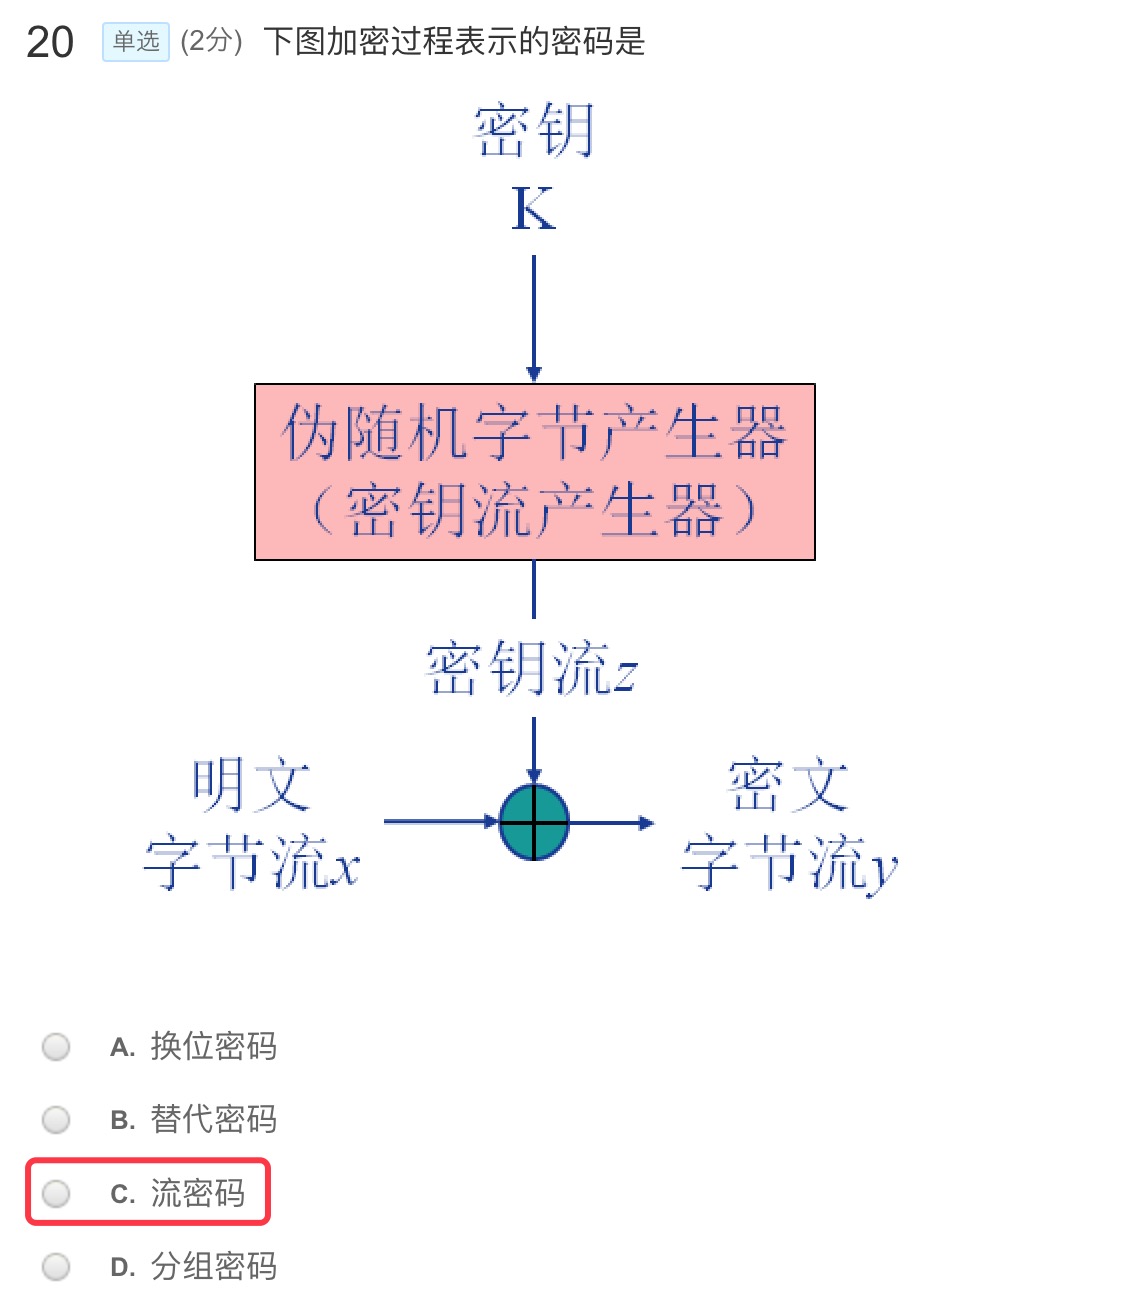 20 单选 (2分) 下图加密过程表示的密码是
密钥
K
伪随机字节产生器
（密钥流产生器）
密钥流z
明文
字节流x
密文
字节流y
A. 换位密码
B. 替代密码
C. 流密码
D. 分组密码